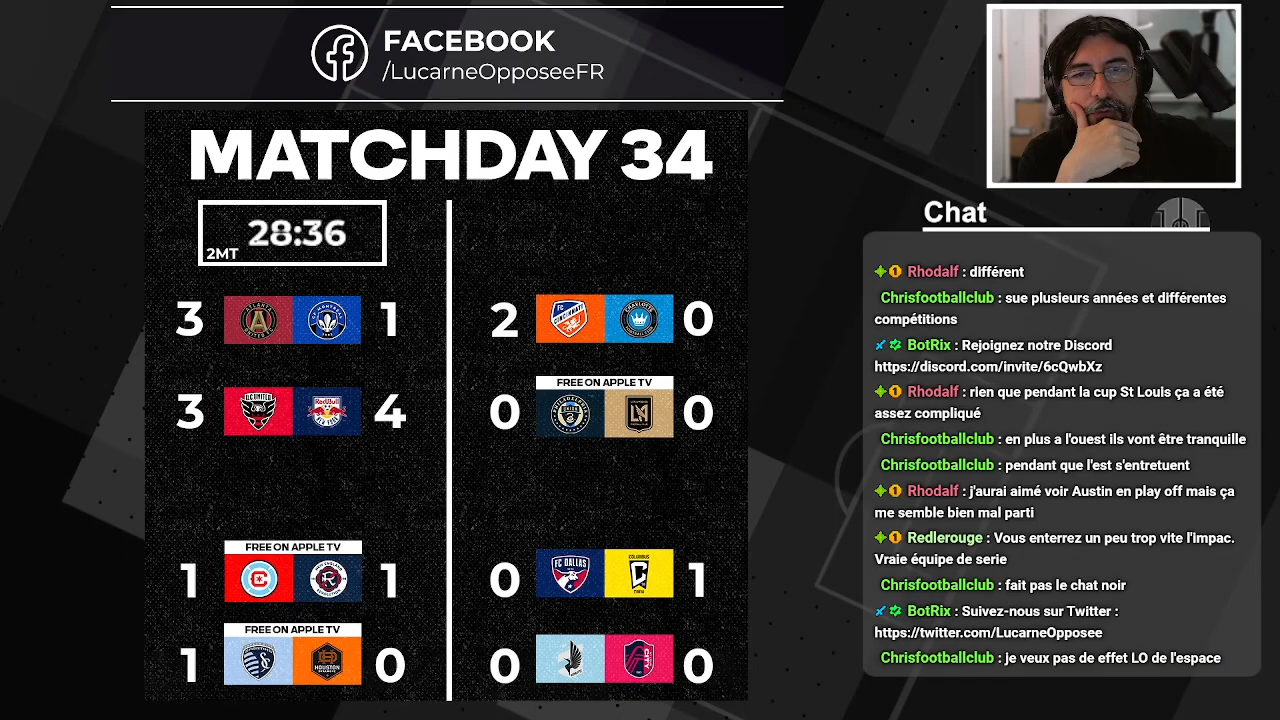 FACEBOOK
/LucarneOpposeeFR
MATCHDAY 34
28:36
2MT
3 1
2 0
FREE ON APPLE TV
3 4
0 0
FREE ON APPLE TV
1 1
0 1
FREE ON APPLE TV
1 0
0 0
Chat
Rhodalf : différent
Chrisfootballclub : sue plusieurs années et différentes
compétitions
BotRix : Rejoignez notre Discord
https://discord.com/invite/6cQwbXz
Rhodalf : rien que pendant la cup St Louis ça a été
assez compliqué
Chrisfootballclub : en plus a l'ouest ils vont être tranquille
Chrisfootballclub : pendant que l'est s'entretuent
Rhodalf : j'aurai aimé voir Austin en play off mais ça
me semble bien mal parti
Redlerouge : Vous enterrez un peu trop vite l'impac.
Vraie équipe de serie
Chrisfootballclub : fait pas le chat noir
BotRix : Suivez-nous sur Twitter :
https://twitter.com/LucarneOpposee
Chrisfootballclub : je veux pas de effet LO de l'espace